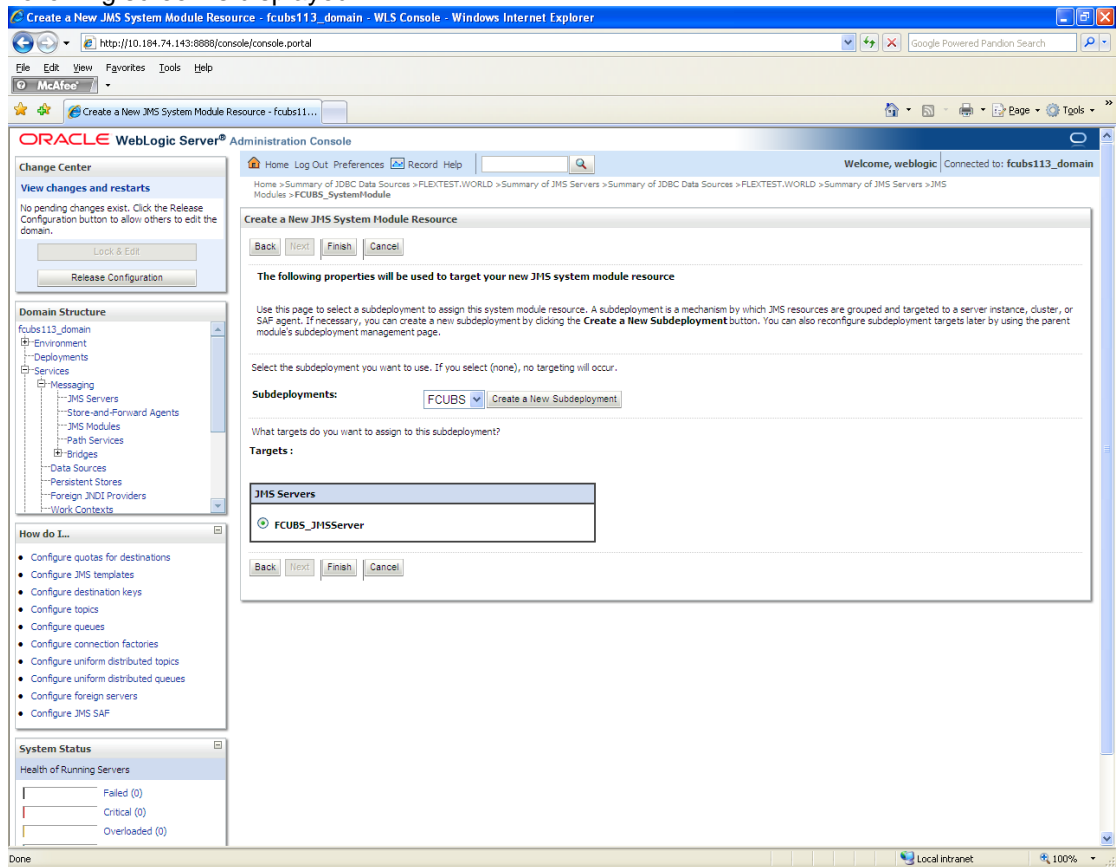 Create a New JMS System Module Resource - fcubs113_domain - WLS Console - Windows Internet Explorer
http://10.184.74.143:8888/console/console.portal
Google Powered Pandion Search
File Edit View Favorites Tools Help
McAfee
Create a New JMS System Module Resource - fcubs11...
Page Tools
ORACLE WebLogic Server® Administration Console
Change Center
View changes and restarts
No pending changes exist. Click the Release
Configuration button to allow others to edit the
domain.
Lock & Edit
Release Configuration
Domain Structure
fcubs113_domain
Environment
Deployments
Services
Messaging
JMS Servers
Store-and-Forward Agents
JMS Modules
Path Services
Bridges
Data Sources
Persistent Stores
Foreign JNDI Providers
Work Contexts
How do I...
Configure quotas for destinations
Configure JMS templates
Configure destination keys
Configure topics
Configure queues
Configure connection factories
Configure uniform distributed topics
Configure uniform distributed queues
Configure foreign servers
Configure JMS SAF
System Status
Health of Running Servers
Failed (0)
Critical (0)
Overloaded (0)
Home Log Out Preferences Record Help
Welcome, weblogic Connected to: fcubs113_domain
Home >Summary of JDBC Data Sources >FLEXTEST.WORLD >Summary of JMS Servers >Summary of JDBC Data Sources >FLEXTEST.WORLD >Summary of JMS Servers >JMS
Modules >FCUBS_SystemModule
Create a New JMS System Module Resource
Back Next Finish Cancel
The following properties will be used to target your new JMS system module resource
Use this page to select a subdeployment to assign this system module resource. A subdeployment is a mechanism by which JMS resources are grouped and targeted to a server instance, cluster, or
SAF agent. If necessary, you can create a new subdeployment by clicking the Create a New Subdeployment button. You can also reconfigure subdeployment targets later by using the parent
module's subdeployment management page.
Select the subdeployment you want to use. If you select (none), no targeting will occur.
Subdeployments: FCUBS Create a New Subdeployment
What targets do you want to assign to this subdeployment?
Targets :
JMS Servers
FCUBS_JMSServer
Back Next Finish Cancel
Done
Local intranet
100%